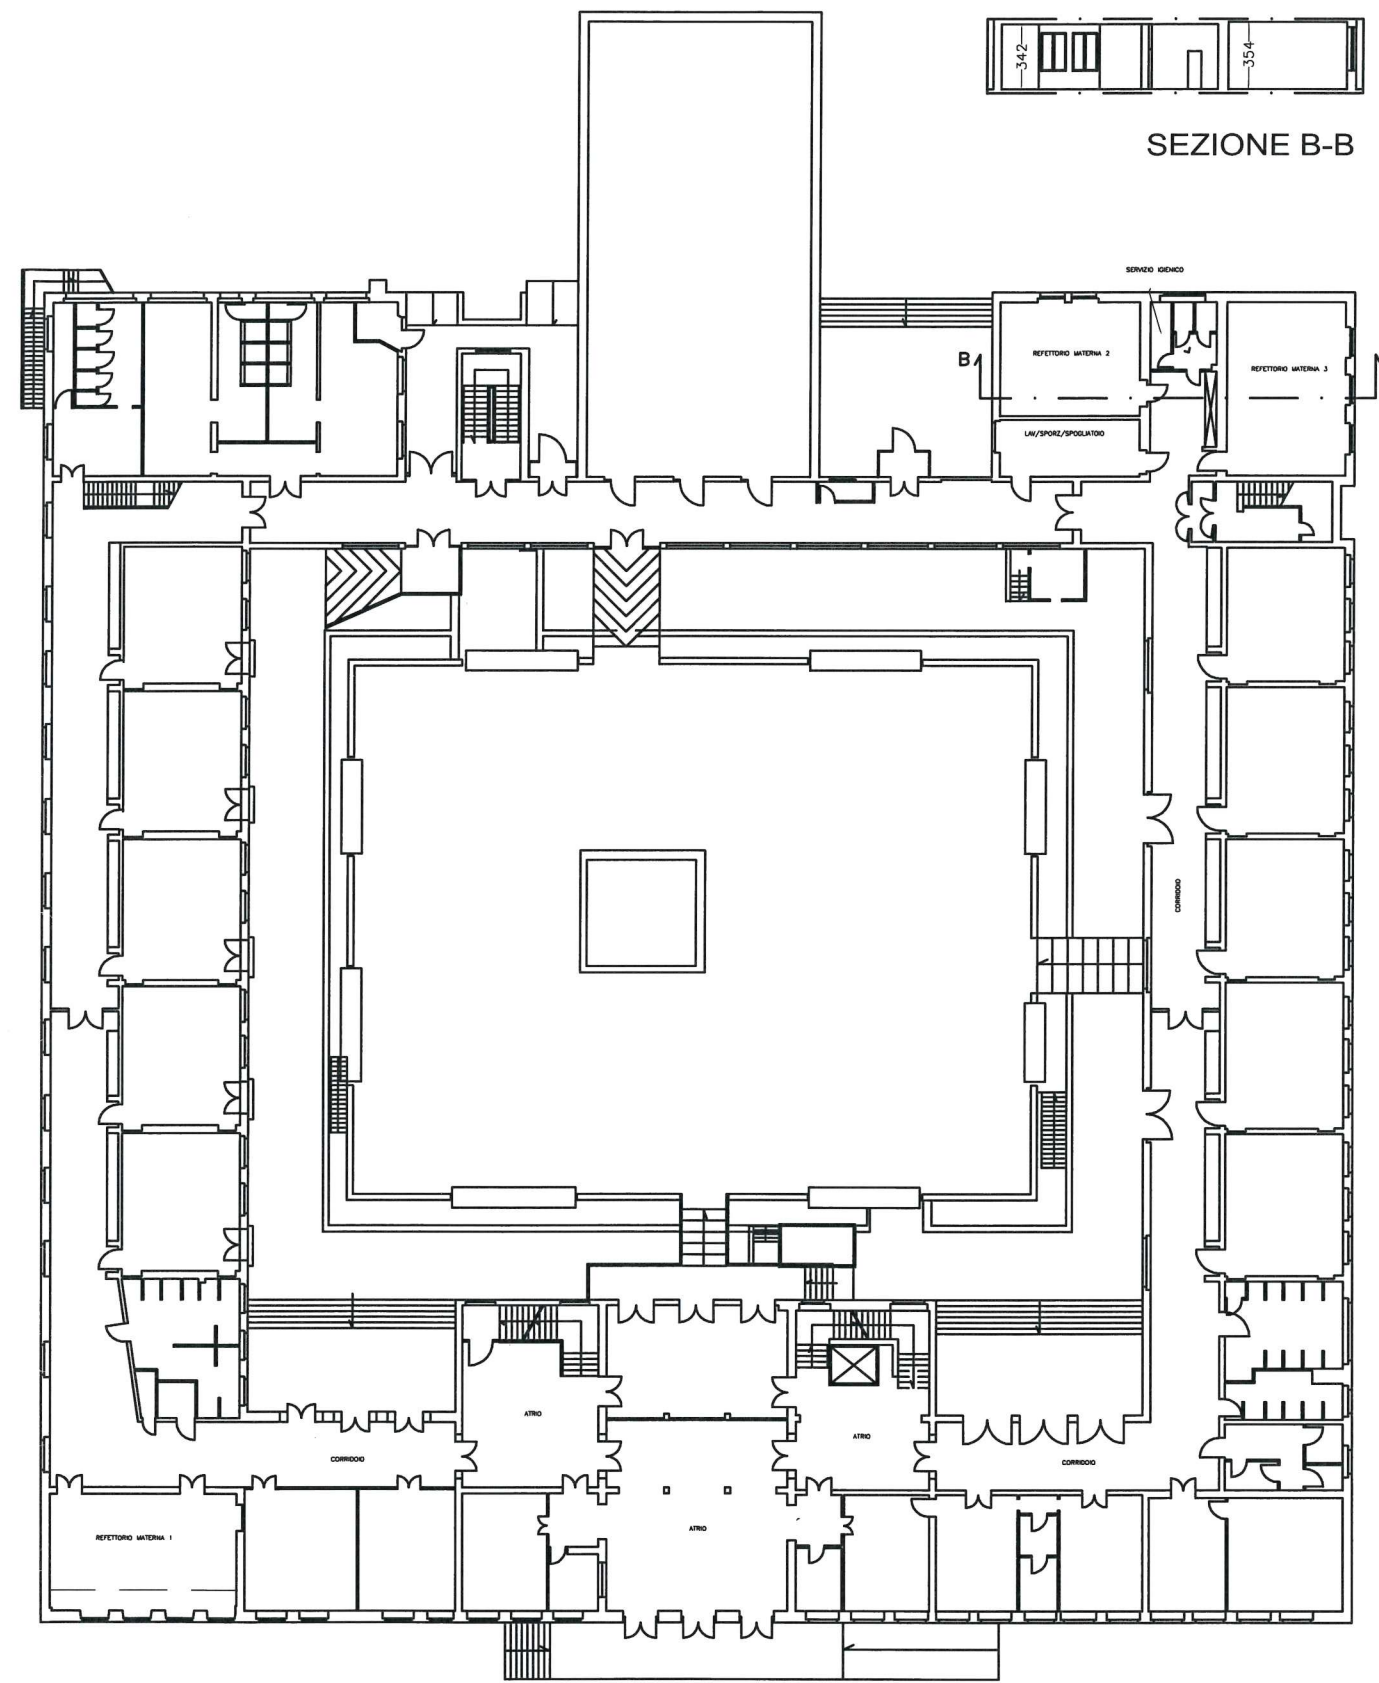 342
354
SEZIONE B-B
SERVIZIO IGIENICO
REFETTORIO MATERNA 2
B
REFETTORIO MATERNA 3
LAV/SPORZ/SPOGLIATOIO
CORRIDOIO
ATRIO
ATRIO
CORRIDOIO
CORRIDOIO
ATRIO
REFETTORIO MATERNA 1